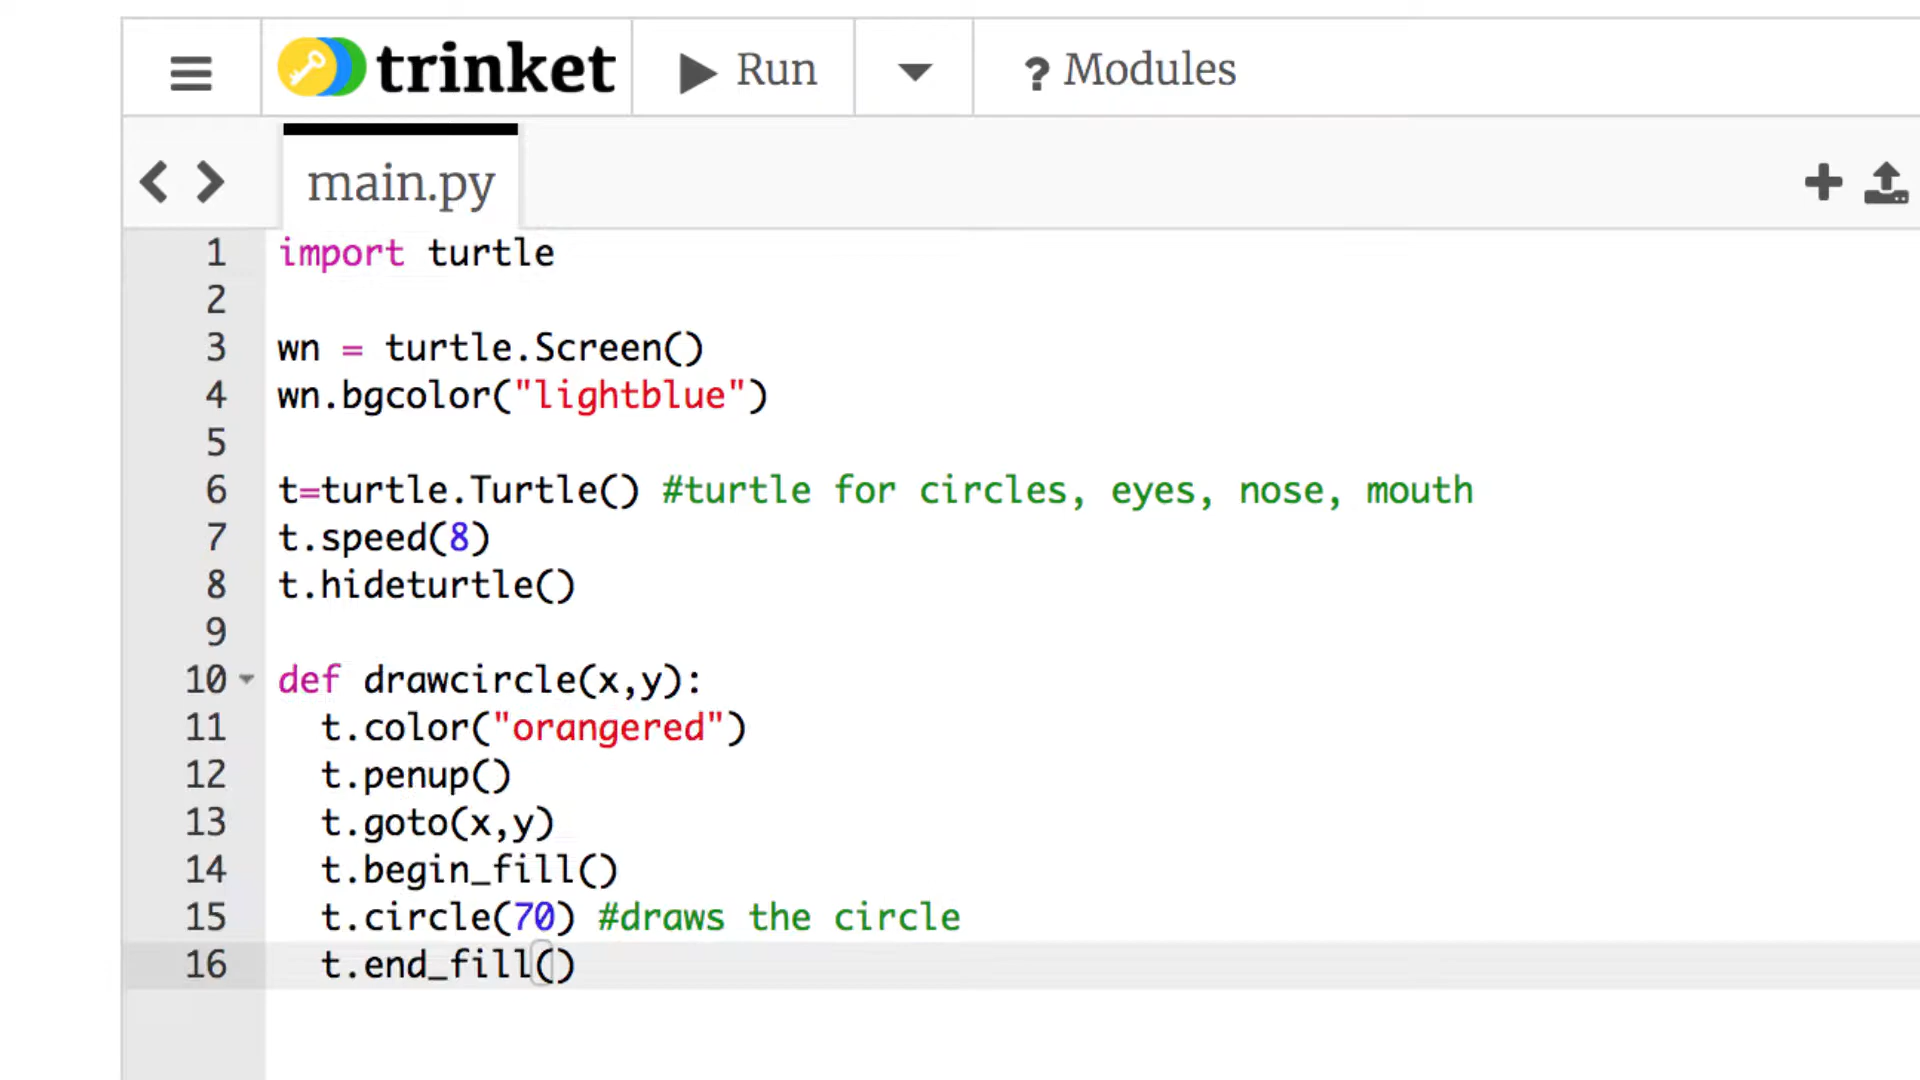 trinket Run ? Modules
main.py
1 import turtle
2
3 wn = turtle.Screen()
4 wn.bgcolor("lightblue")
5
6 t=turtle.Turtle() #turtle for circles, eyes, nose, mouth
7 t.speed(8)
8 t.hideturtle()
9
10 def drawcircle(x,y):
11 t.color("orangered")
12 t.penup()
13 t.goto(x,y)
14 t.begin_fill()
15 t.circle(70) #draws the circle
16 t.end_fill()